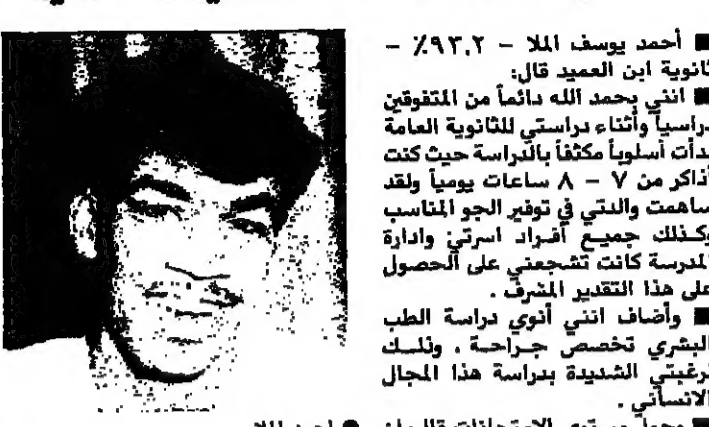 ■ أحمد يوسف الملا – ٩٣,٢٪ –
ثانوية ابن العميد قال:
■ انني بحمد الله دائماً من المتفوقين
دراسياً وأثناء دراستي للثانوية العامة
بدأت أسلوباً مكثفاً بالدراسة حيث كنت
أذاكر من ٧ – ٨ ساعات يومياً ولقد
ساهمت والدتي في توفير الجو المناسب
وكذلك جميع أفراد اسرتي وادارة
المدرسة كانت تشجعني على الحصول
على هذا التقدير المشرف .
■ وأضاف انني أنوي دراسة الطب
البشري تخصص جراحة . وذلك
لرغبتي الشديدة بدراسة هذا المجال
الانساني .